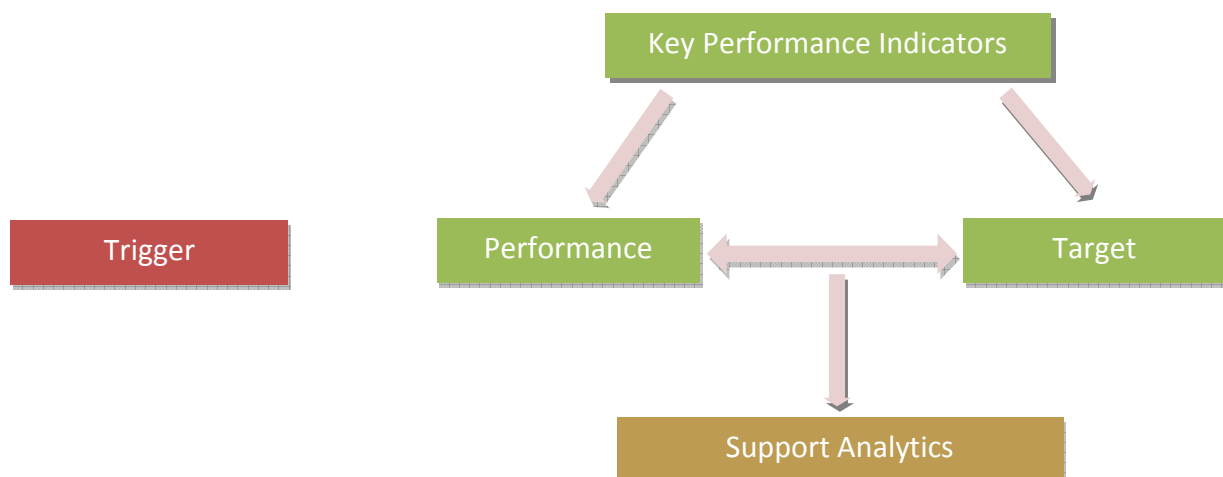 Key Performance Indicators
Trigger
Performance
Target
Support Analytics